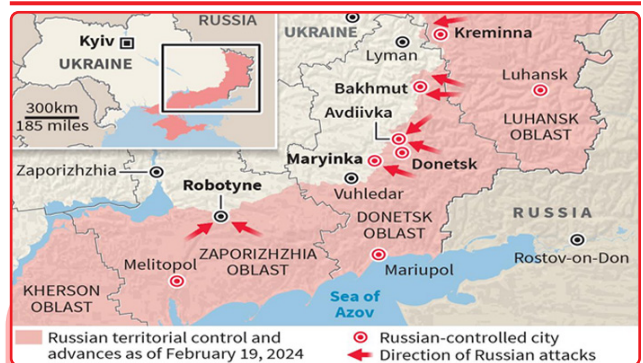 RUSSIA
Kyiv
UKRAINE
300km
185 miles
UKRAINE
Kreminna
Lyman
Bakhmut
Luhansk
Avdiivka
LUHANSK
OBLAST
Maryinka
Donetsk
Zaporizhzhia
Robotyne
Vuhledar
DONETSK
OBLAST
RUSSIA
ZAPORIZHZHIA
OBLAST
Melitopol
Mariupol
Rostov-on-Don
KHERSON
OBLAST
Sea of
Azov
Russian territorial control and
advances as of February 19, 2024
Russian-controlled city
Direction of Russian attacks